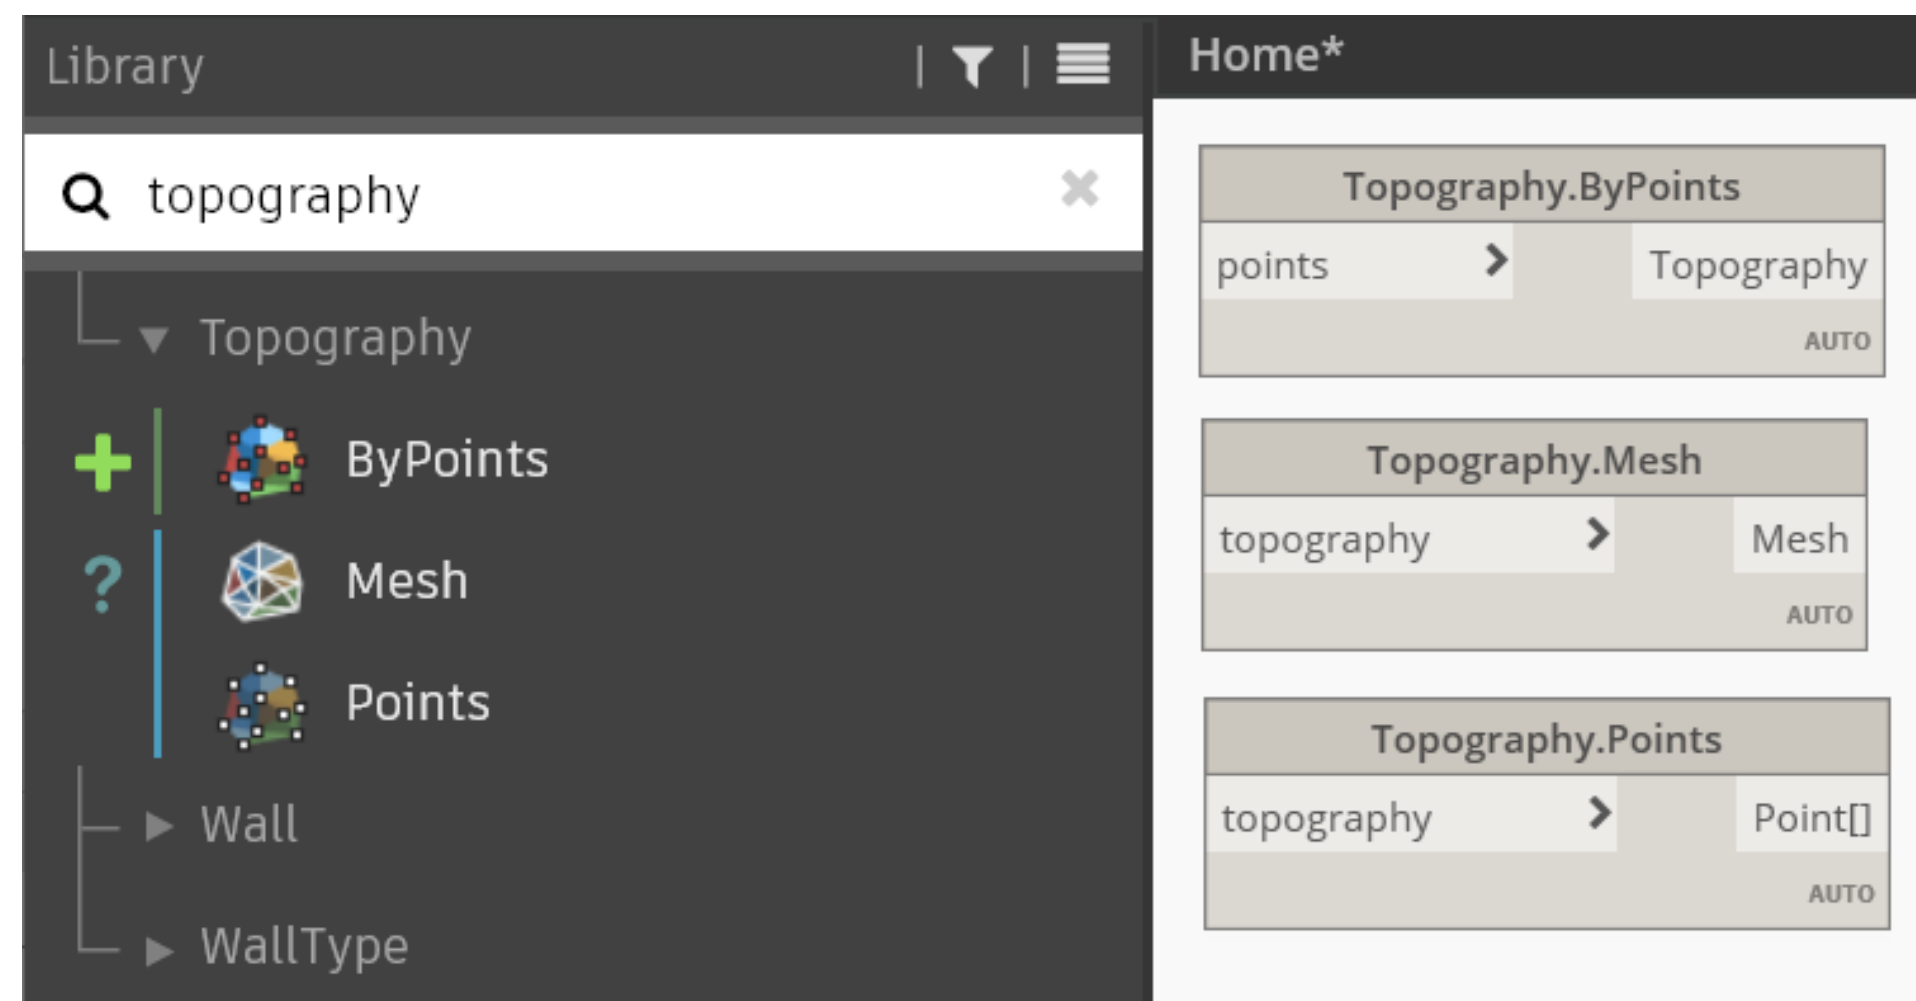 Library
topography
Topography
ByPoints
Mesh
Points
Wall
WallType
Home*
Topography.ByPoints
points
Topography
AUTO
Topography.Mesh
topography
Mesh
AUTO
Topography.Points
topography
Point[]
AUTO